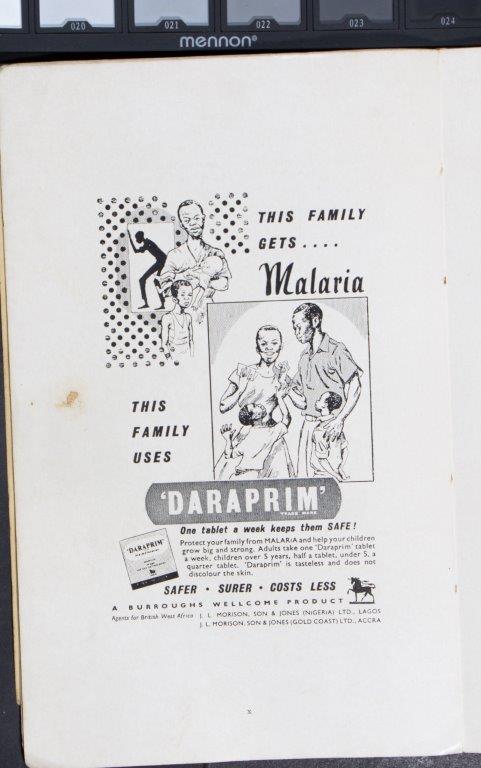 020 021 022 023 024
mennon®
THIS FAMILY
GETS....
Malaria
THIS
FAMILY
USES
'DARAPRIM'
TRADE MARK
One tablet a week keeps them SAFE!
'DARAPRIM'
Protect your family from MALARIA and help your children
grow big and strong. Adults take one 'Daraprim' tablet
a week, children over 5 years, half a tablet, under 5, a
quarter tablet. 'Daraprim' is tasteless and does not
discolour the skin.
SAFER · SURER · COSTS LESS
A BURROUGHS WELLCOME PRODUCT
Agents for British West Africa J. L. MORISON, SON & JONES (NIGERIA) LTD., LAGOS
J. L. MORISON, SON & JONES (GOLD COAST) LTD., ACCRA
x